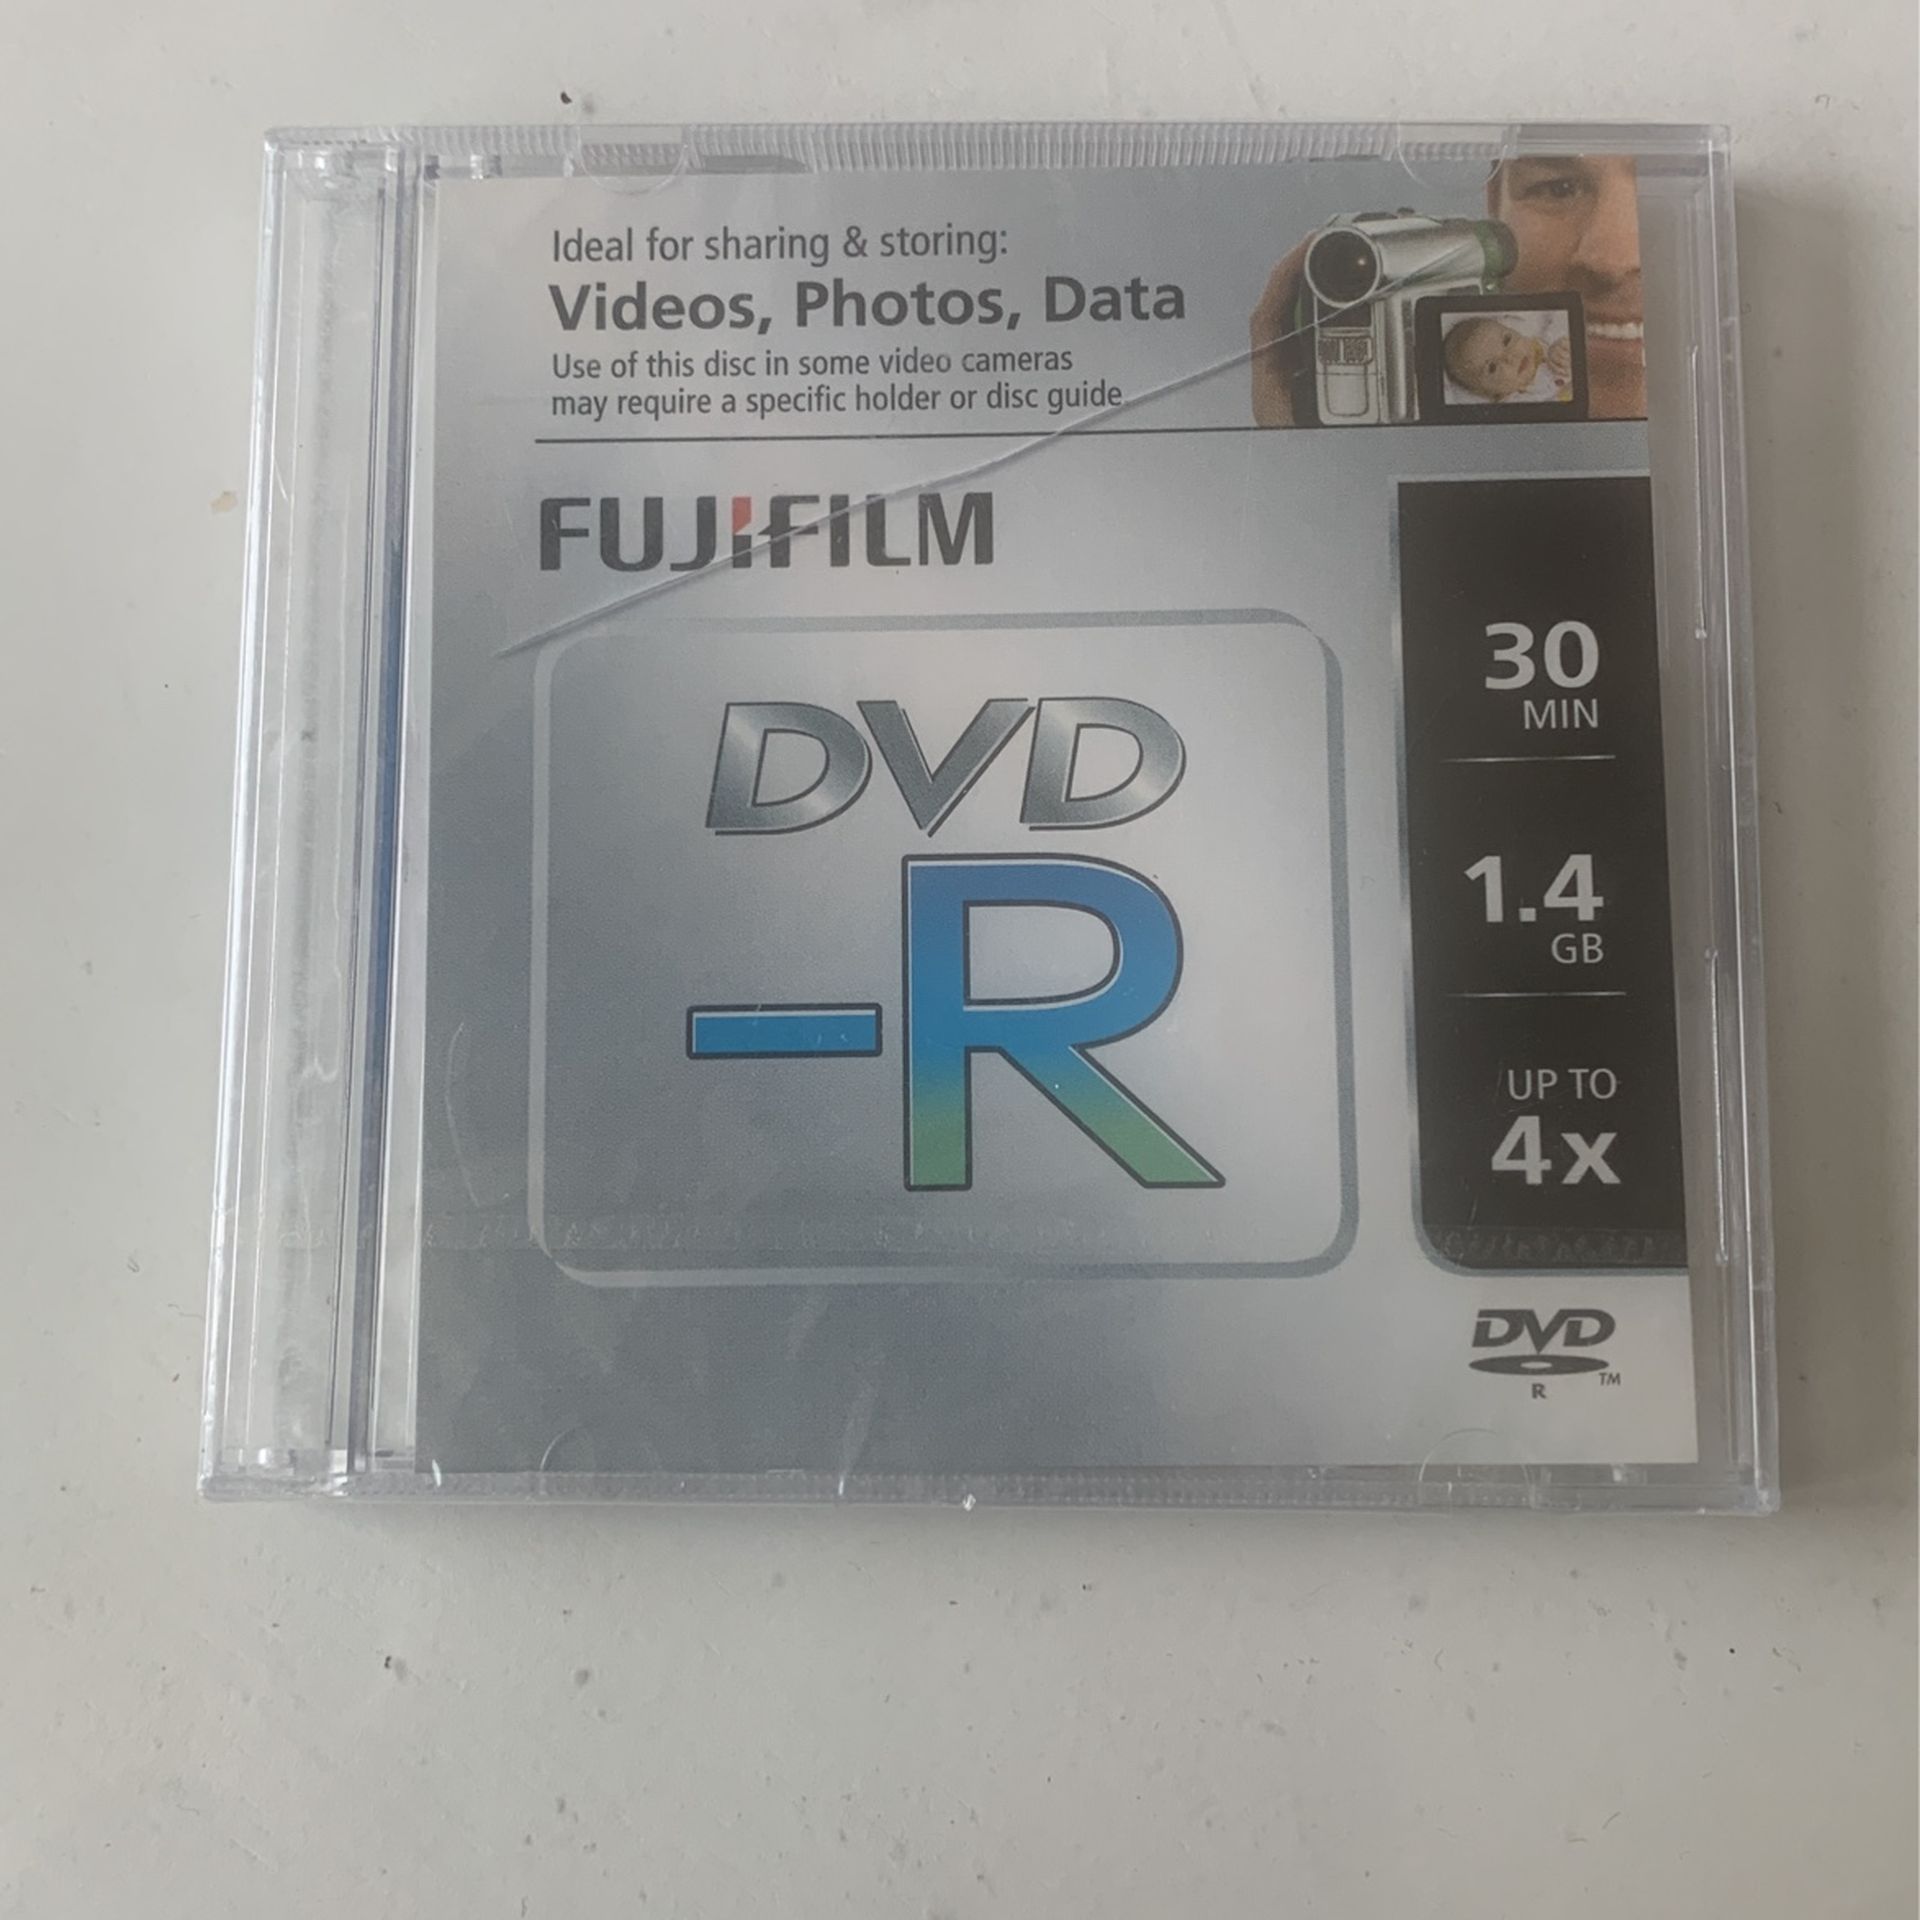 Ideal for sharing & storing:
Videos, Photos, Data
Use of this disc in some video cameras
may require a specific holder or disc guide.
FUJIFILM
DVD
-R
30
MIN
1.4
GB
UP TO
4x
DVD
R TM